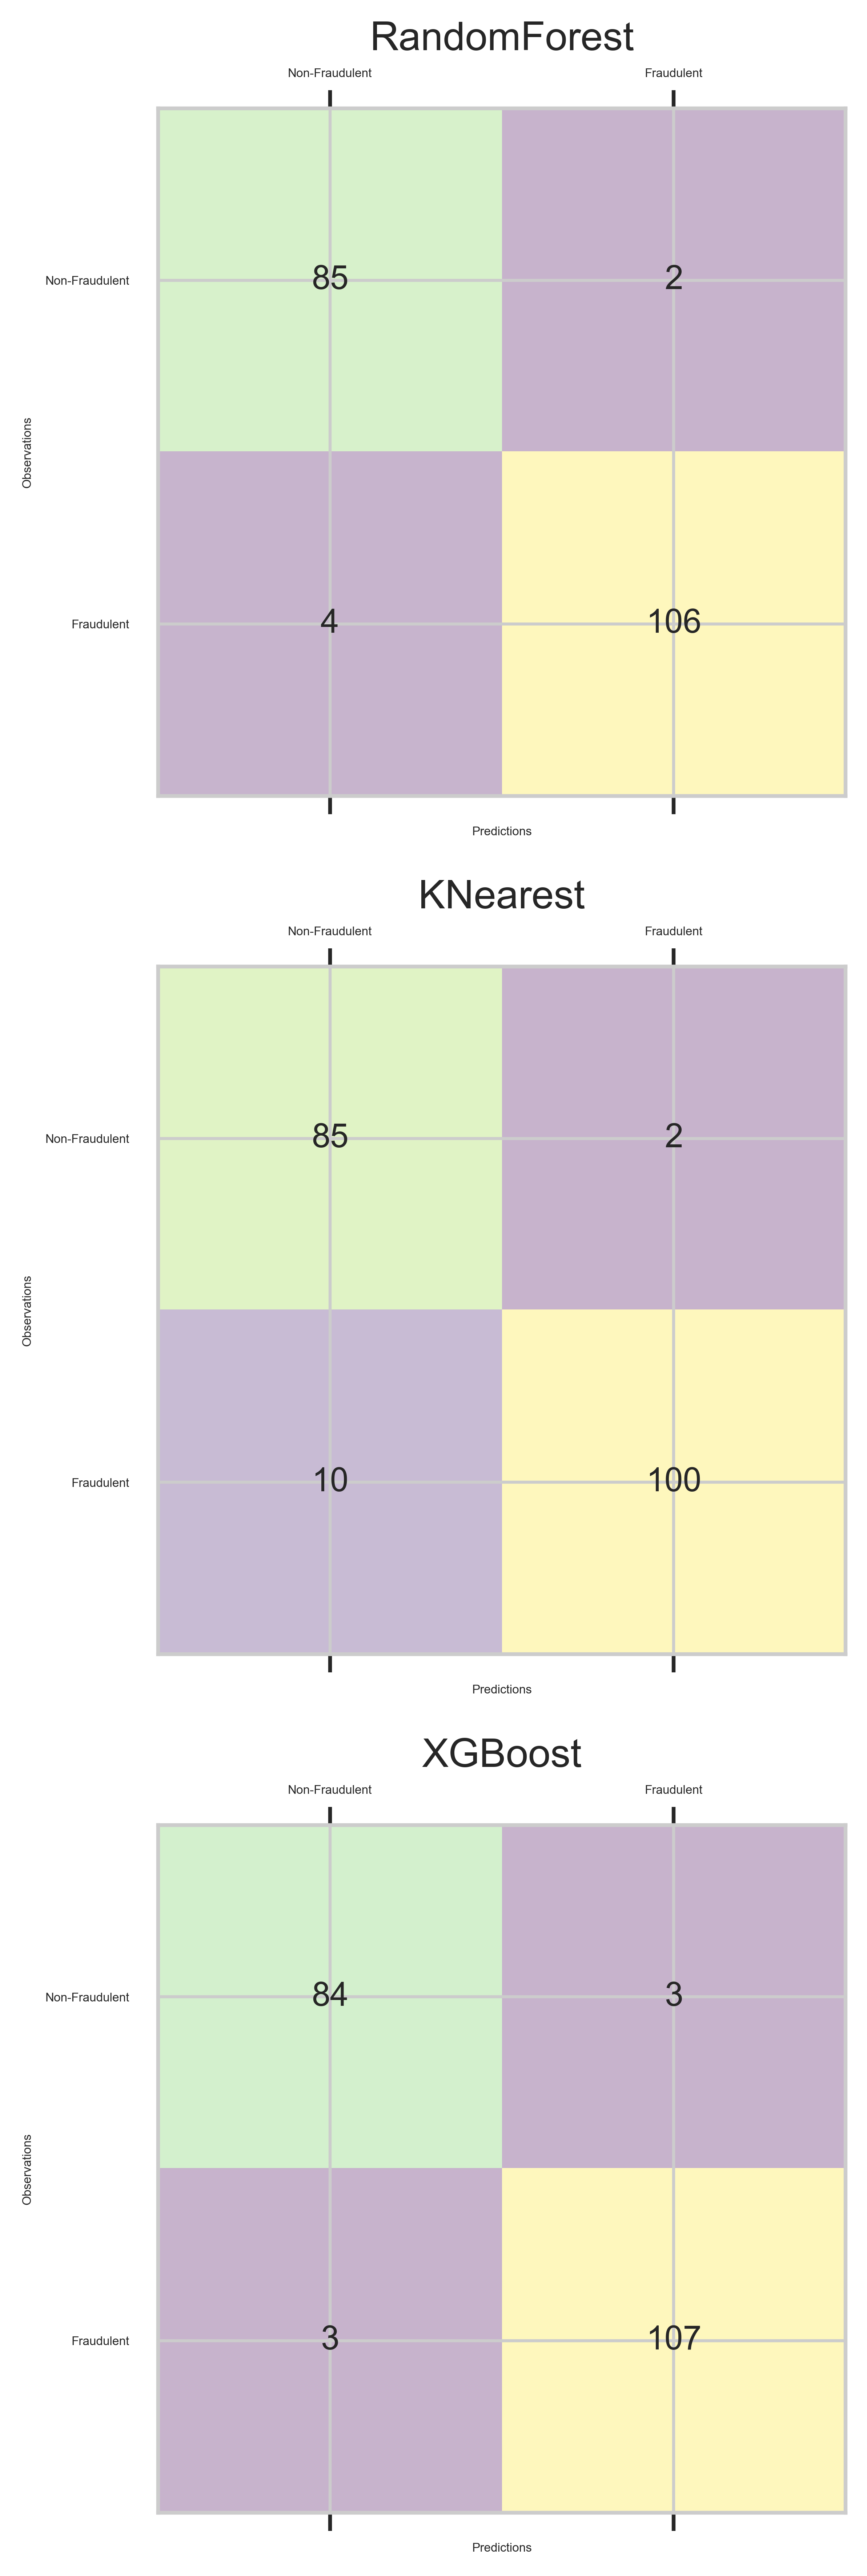 RandomForest
Non-Fraudulent Fraudulent
Non-Fraudulent 85 2
Observations
Fraudulent 4 106
Predictions
KNearest
Non-Fraudulent Fraudulent
Non-Fraudulent 85 2
Observations
Fraudulent 10 100
Predictions
XGBoost
Non-Fraudulent Fraudulent
Non-Fraudulent 84 3
Observations
Fraudulent 3 107
Predictions